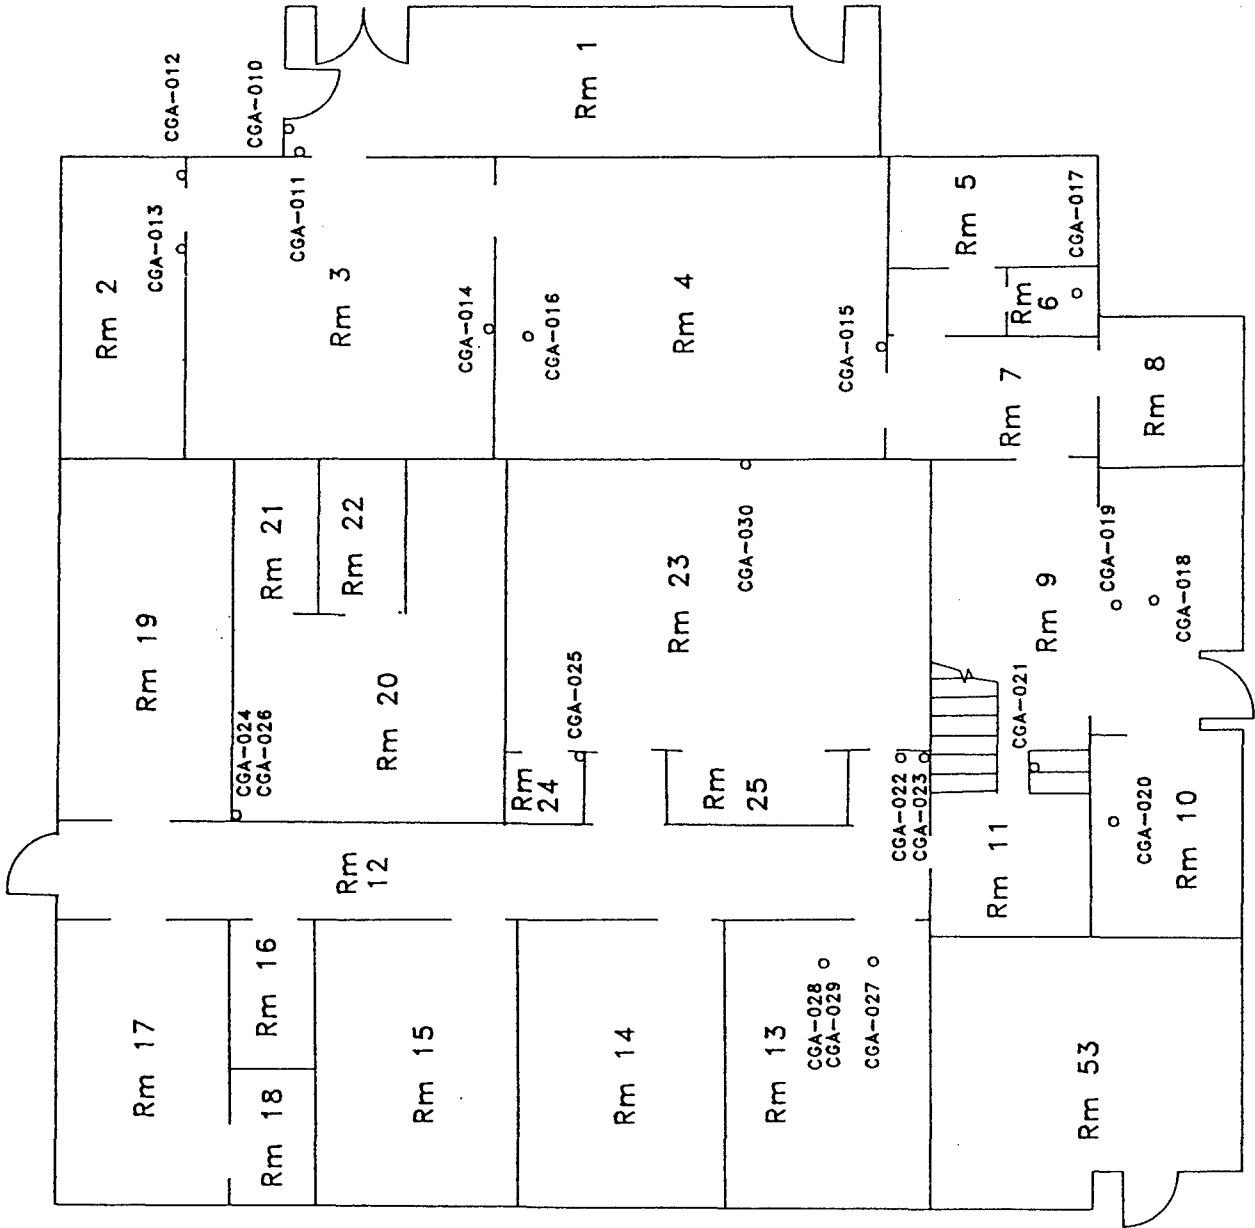 CGA-012
CGA-010
Rm 1
Rm 2
CGA-013
CGA-011
Rm 3
CGA-014
CGA-016
Rm 4
CGA-015
Rm 5
CGA-017
Rm
6
Rm 7
Rm 8
Rm 19
Rm 21
Rm 22
CGA-024
CGA-026
Rm 20
CGA-025
Rm 23
CGA-030
Rm 9
CGA-019
CGA-018
CGA-021
Rm
24
Rm
25
CGA-022
CGA-023
Rm 11
CGA-020
Rm 10
Rm
12
Rm 17
Rm 16
Rm 18
Rm 15
Rm 14
Rm 13
CGA-028
CGA-029
CGA-027
Rm 53